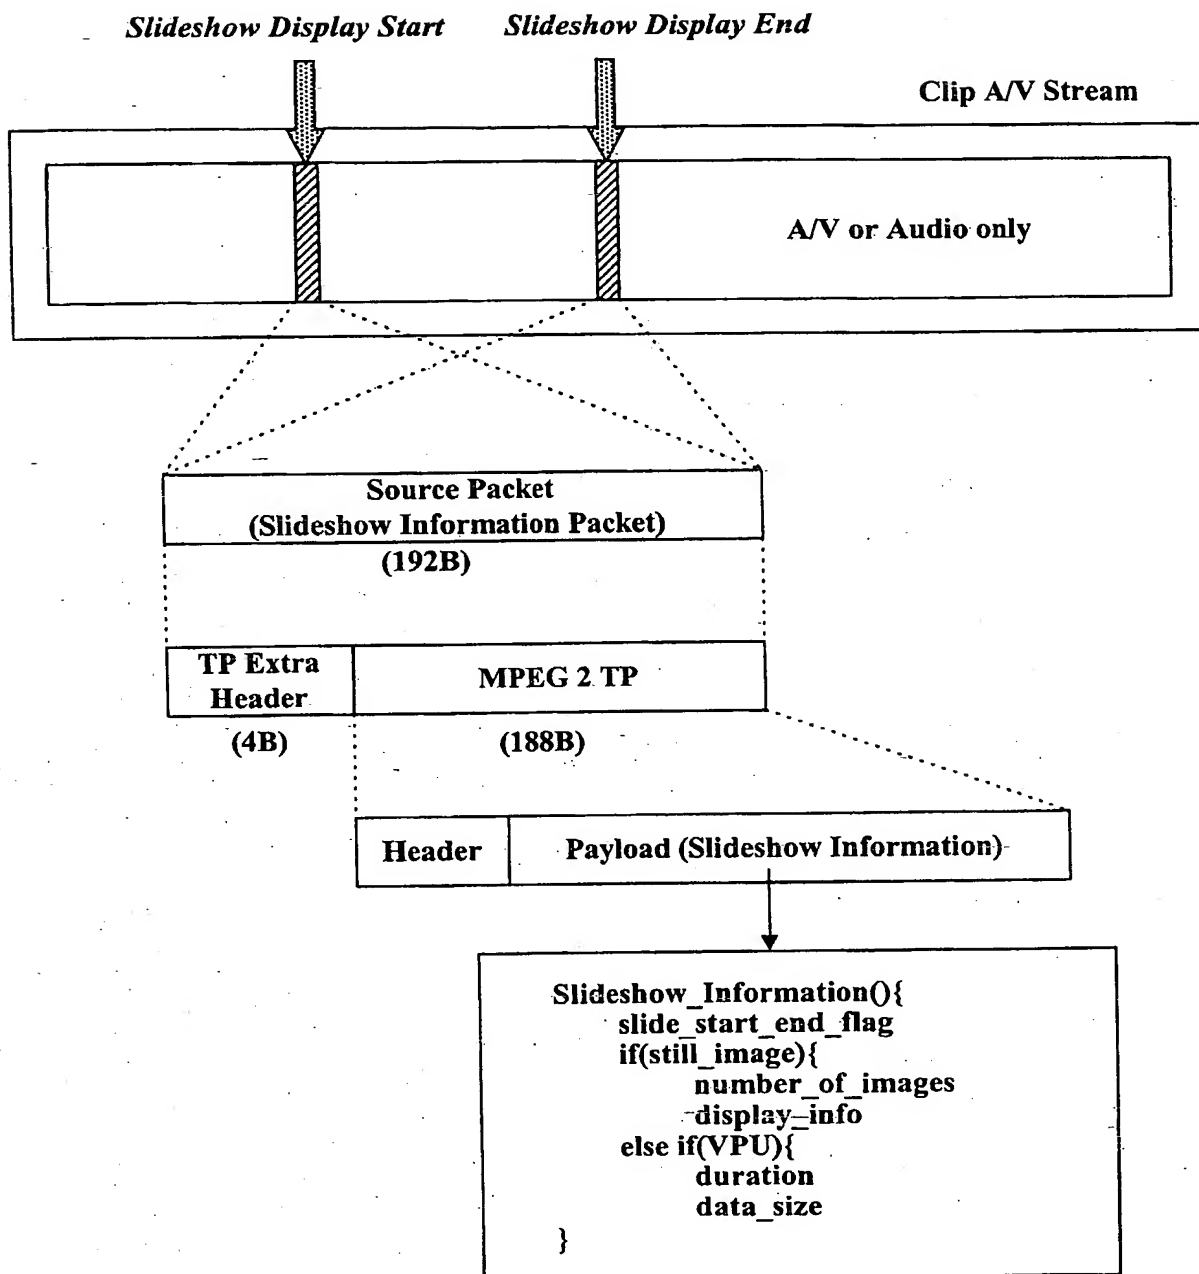 Slideshow Display Start Slideshow Display End
Clip A/V Stream
A/V or Audio only
Source Packet
(Slideshow Information Packet)
(192B)
TP Extra
Header
MPEG 2 TP
(4B)
(188B)
Header
Payload (Slideshow Information)
Slideshow_Information(){
slide_start_end_flag
if(still_image){
number_of_images
display_info
else if(VPU){
duration
data_size
}